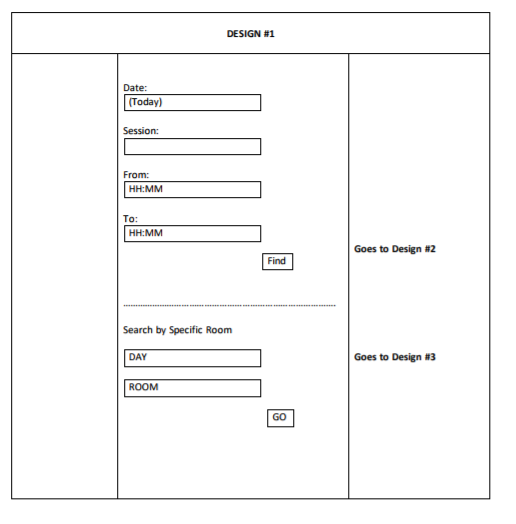 DESIGN #1
Date:
(Today)
Session:
From:
HH:MM
To:
HH:MM
Goes to Design #2
Find
Search by Specific Room
DAY
Goes to Design #3
ROOM
GO